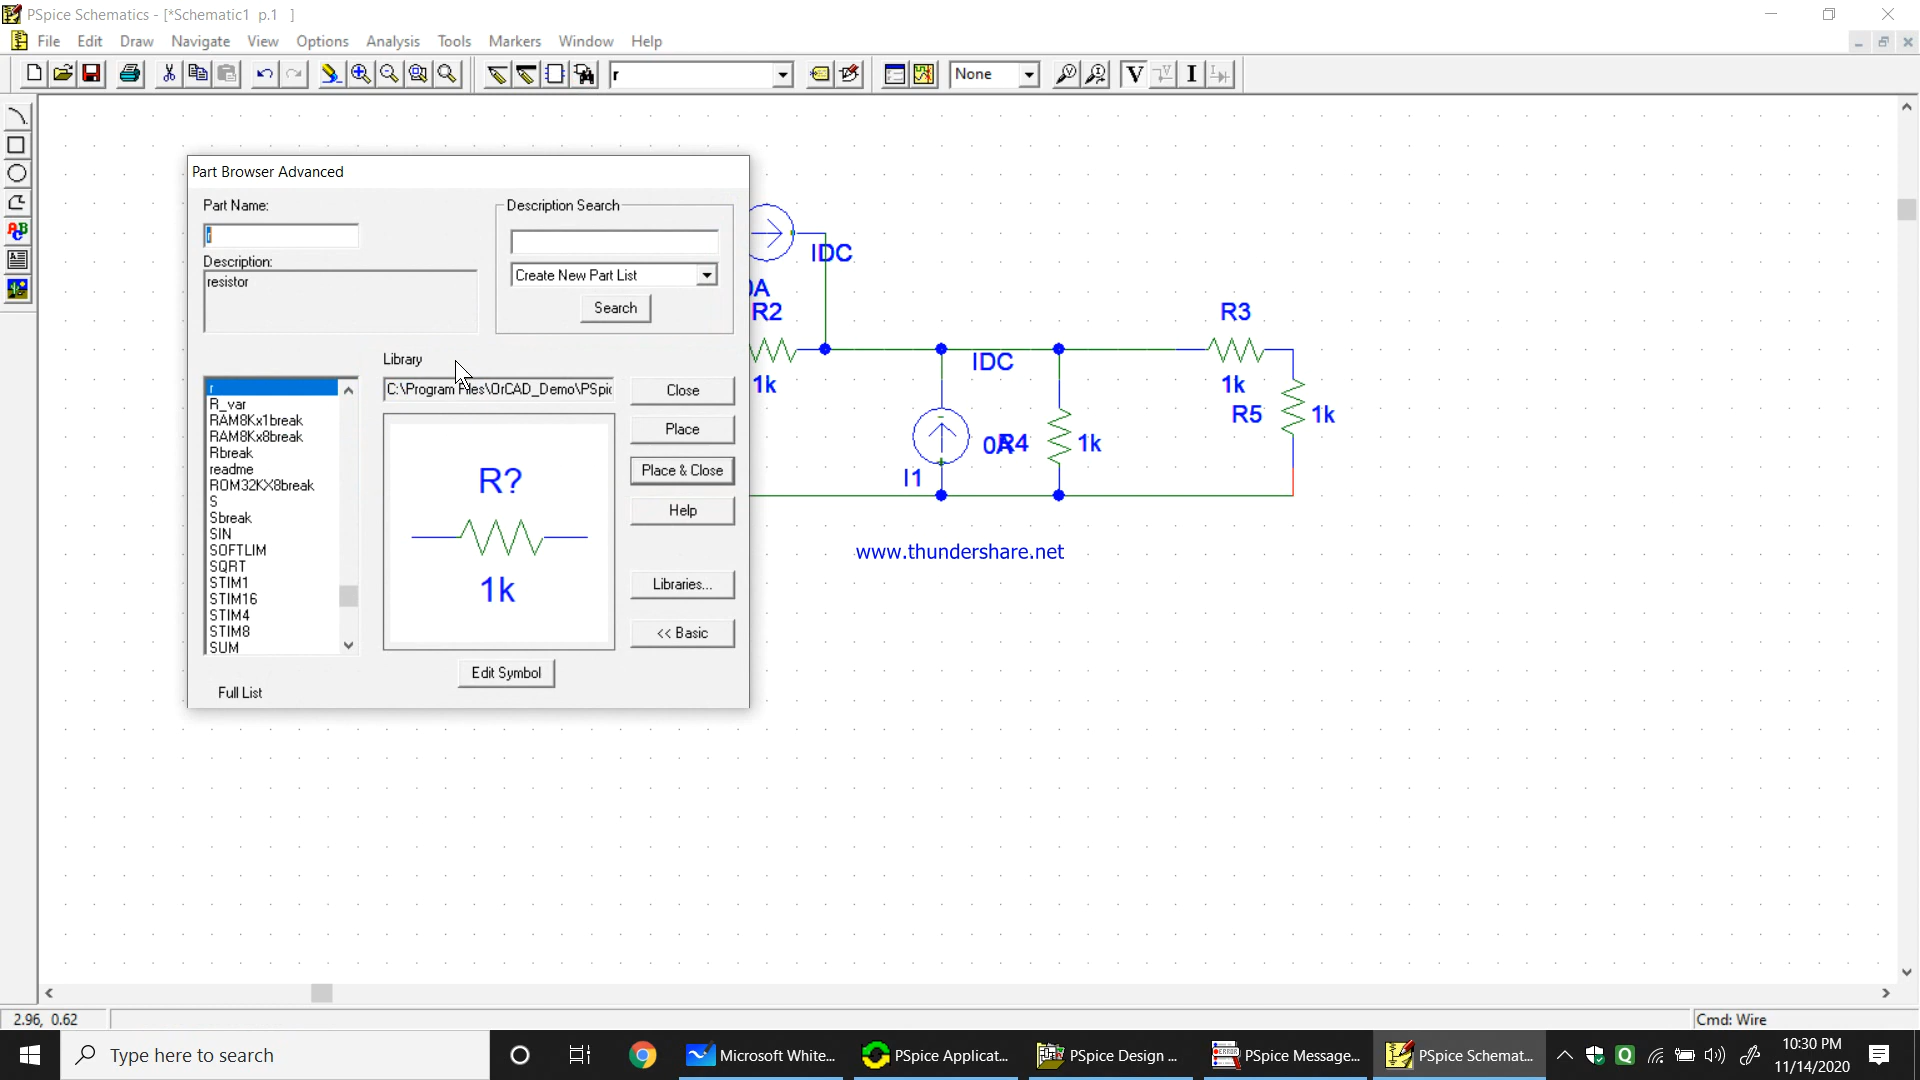 PSpice Schematics - [*Schematic1 p.1 ]
File Edit Draw Navigate View Options Analysis Tools Markers Window Help
r
None
V
I
Part Browser Advanced
Part Name:
r
Description:
resistor
Description Search
Create New Part List
Search
Library
C:\Program Files\OrCAD_Demo\PSpic
r
R_var
RAM8Kx1break
RAM8Kx8break
Rbreak
readme
ROM32KX8break
S
Sbreak
SIN
SOFTLIM
SQRT
STIM1
STIM16
STIM4
STIM8
SUM
Full List
R?
1k
Edit Symbol
Close
Place
Place & Close
Help
Libraries...
<< Basic
IDC
0A
R2
1k
IDC
0A
I1
R4
1k
R3
1k
R5
1k
www.thundershare.net
2.96, 0.62
Cmd: Wire
Type here to search
Microsoft White...
PSpice Applicat...
PSpice Design ...
PSpice Message...
PSpice Schemat...
10:30 PM
11/14/2020